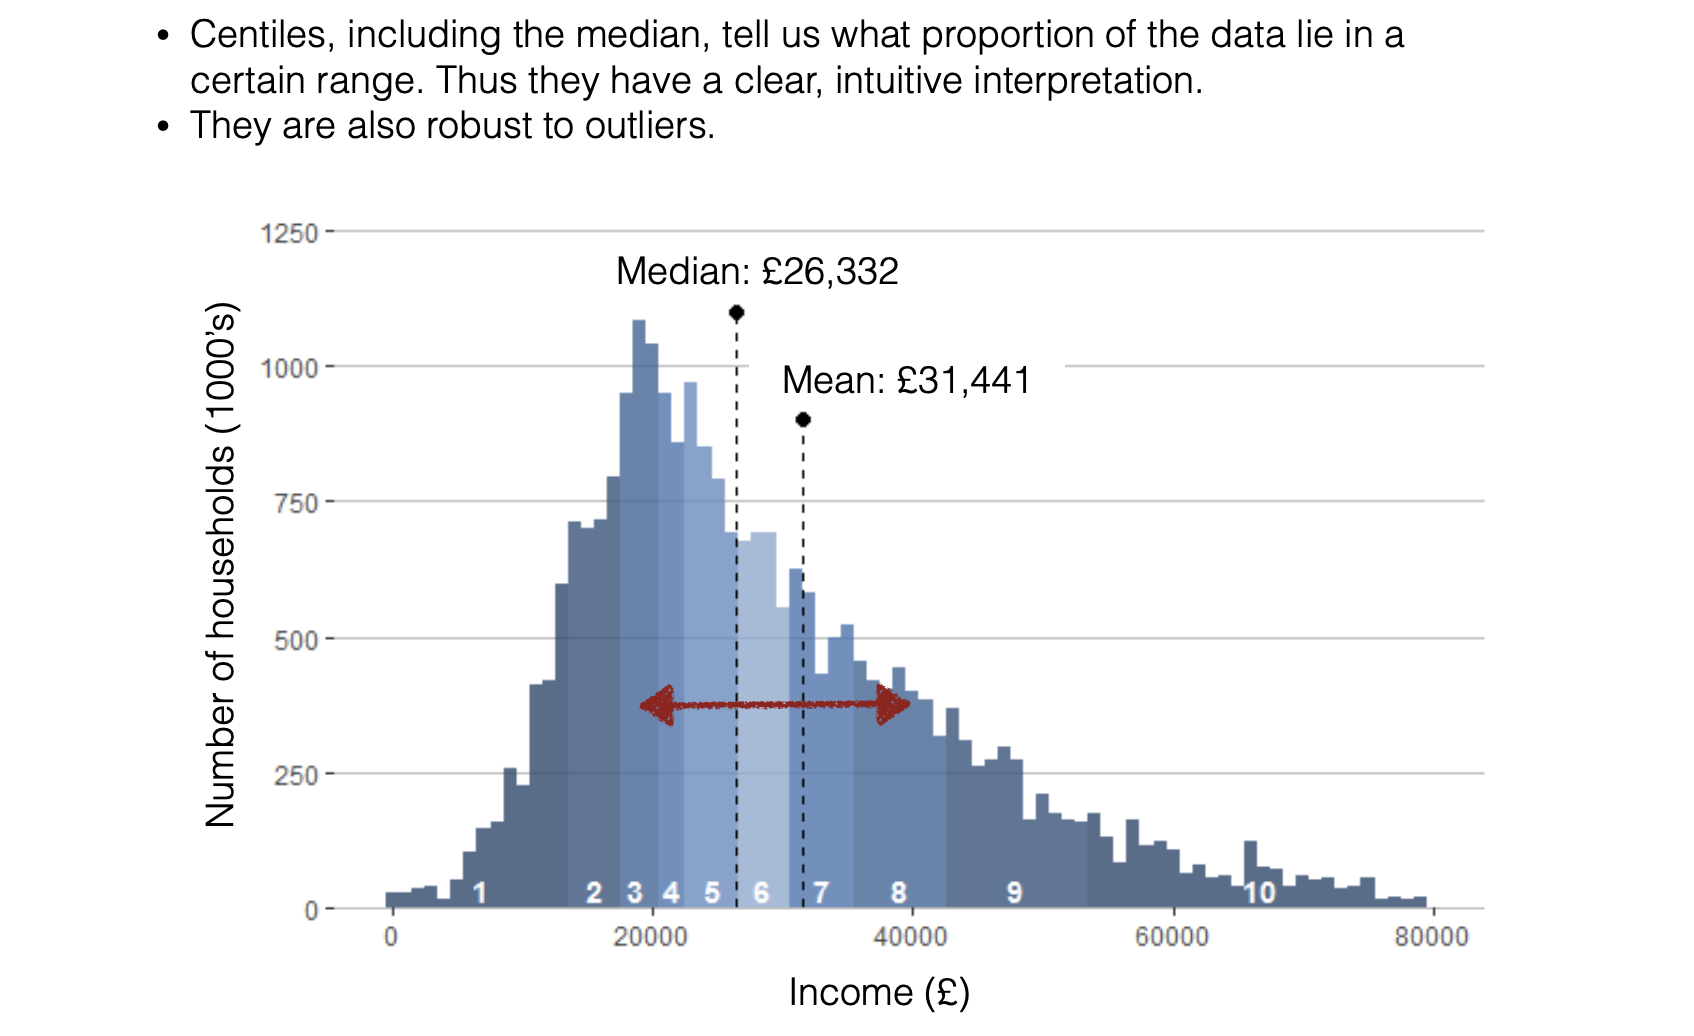 • Centiles, including the median, tell us what proportion of the data lie in a
certain range. Thus they have a clear, intuitive interpretation.
• They are also robust to outliers.
1250
Median: £26,332
1000
Mean: £31,441
750
500
250
0
Number of households (1000's)
1 2 3 4 5 6 7 8 9 10
0 20000 40000 60000 80000
Income (£)